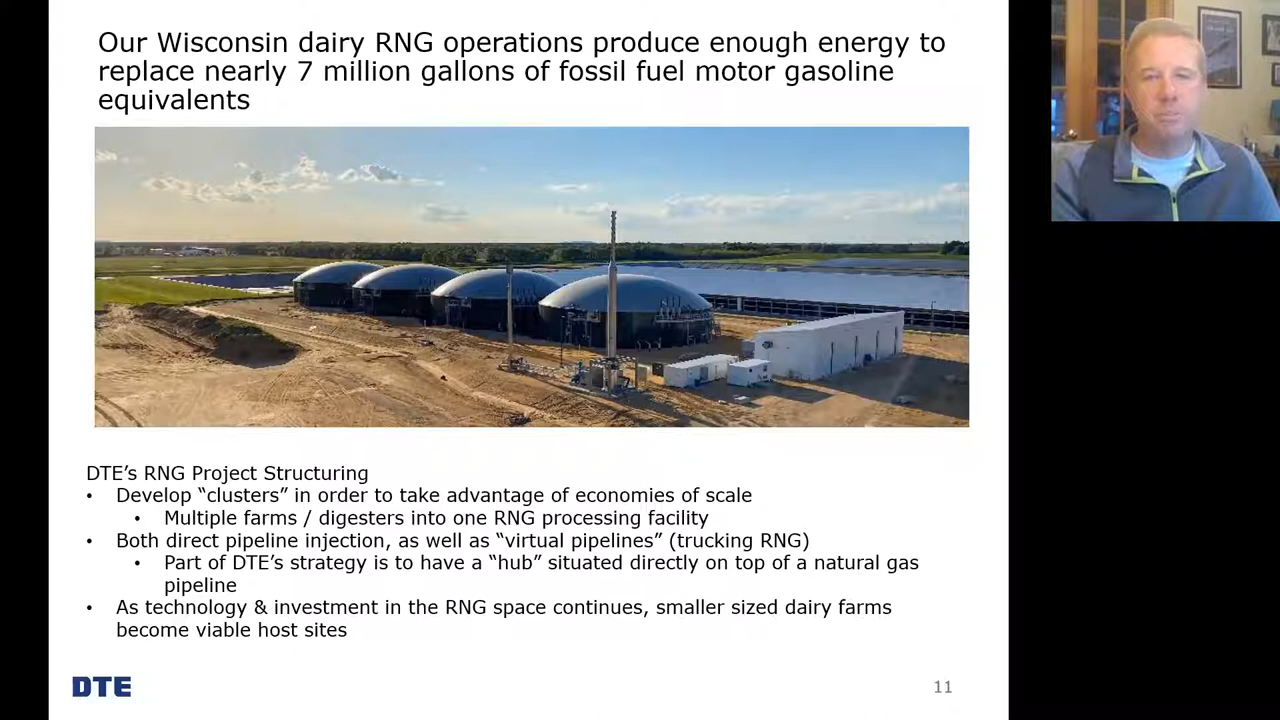 Our Wisconsin dairy RNG operations produce enough energy to
replace nearly 7 million gallons of fossil fuel motor gasoline
equivalents
DTE’s RNG Project Structuring
• Develop “clusters” in order to take advantage of economies of scale
• Multiple farms / digesters into one RNG processing facility
• Both direct pipeline injection, as well as “virtual pipelines” (trucking RNG)
• Part of DTE’s strategy is to have a “hub” situated directly on top of a natural gas
pipeline
• As technology & investment in the RNG space continues, smaller sized dairy farms
become viable host sites
DTE
11